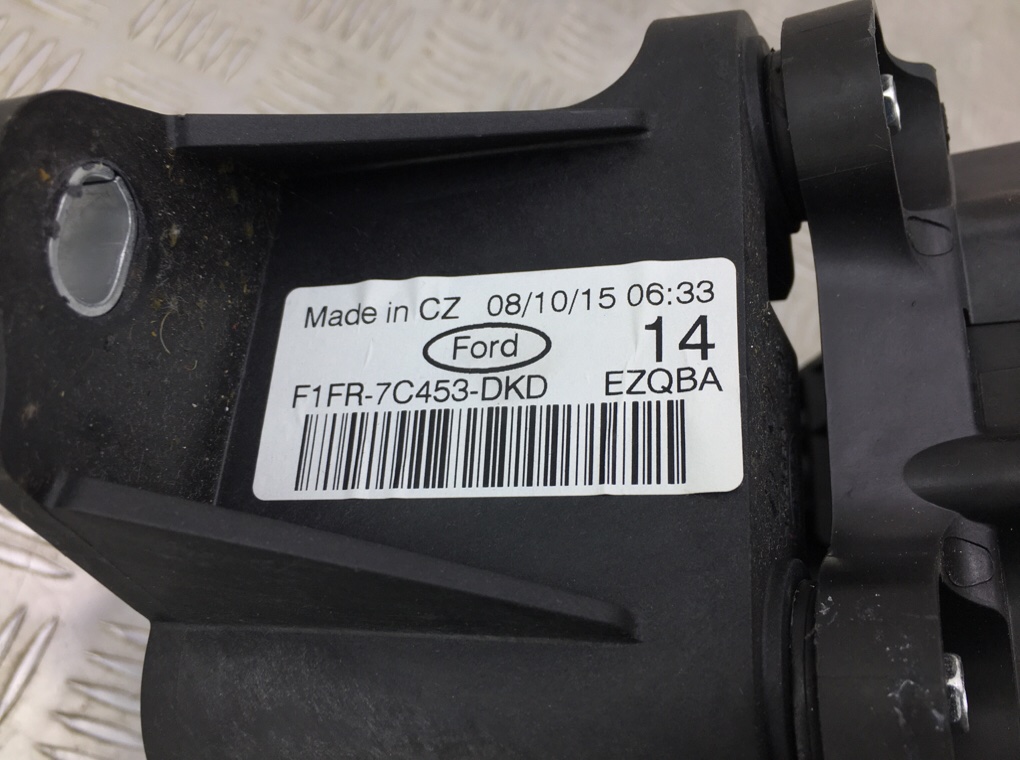 Made in CZ 08/10/15 06:33
Ford 14
F1FR-7C453-DKD EZQBA